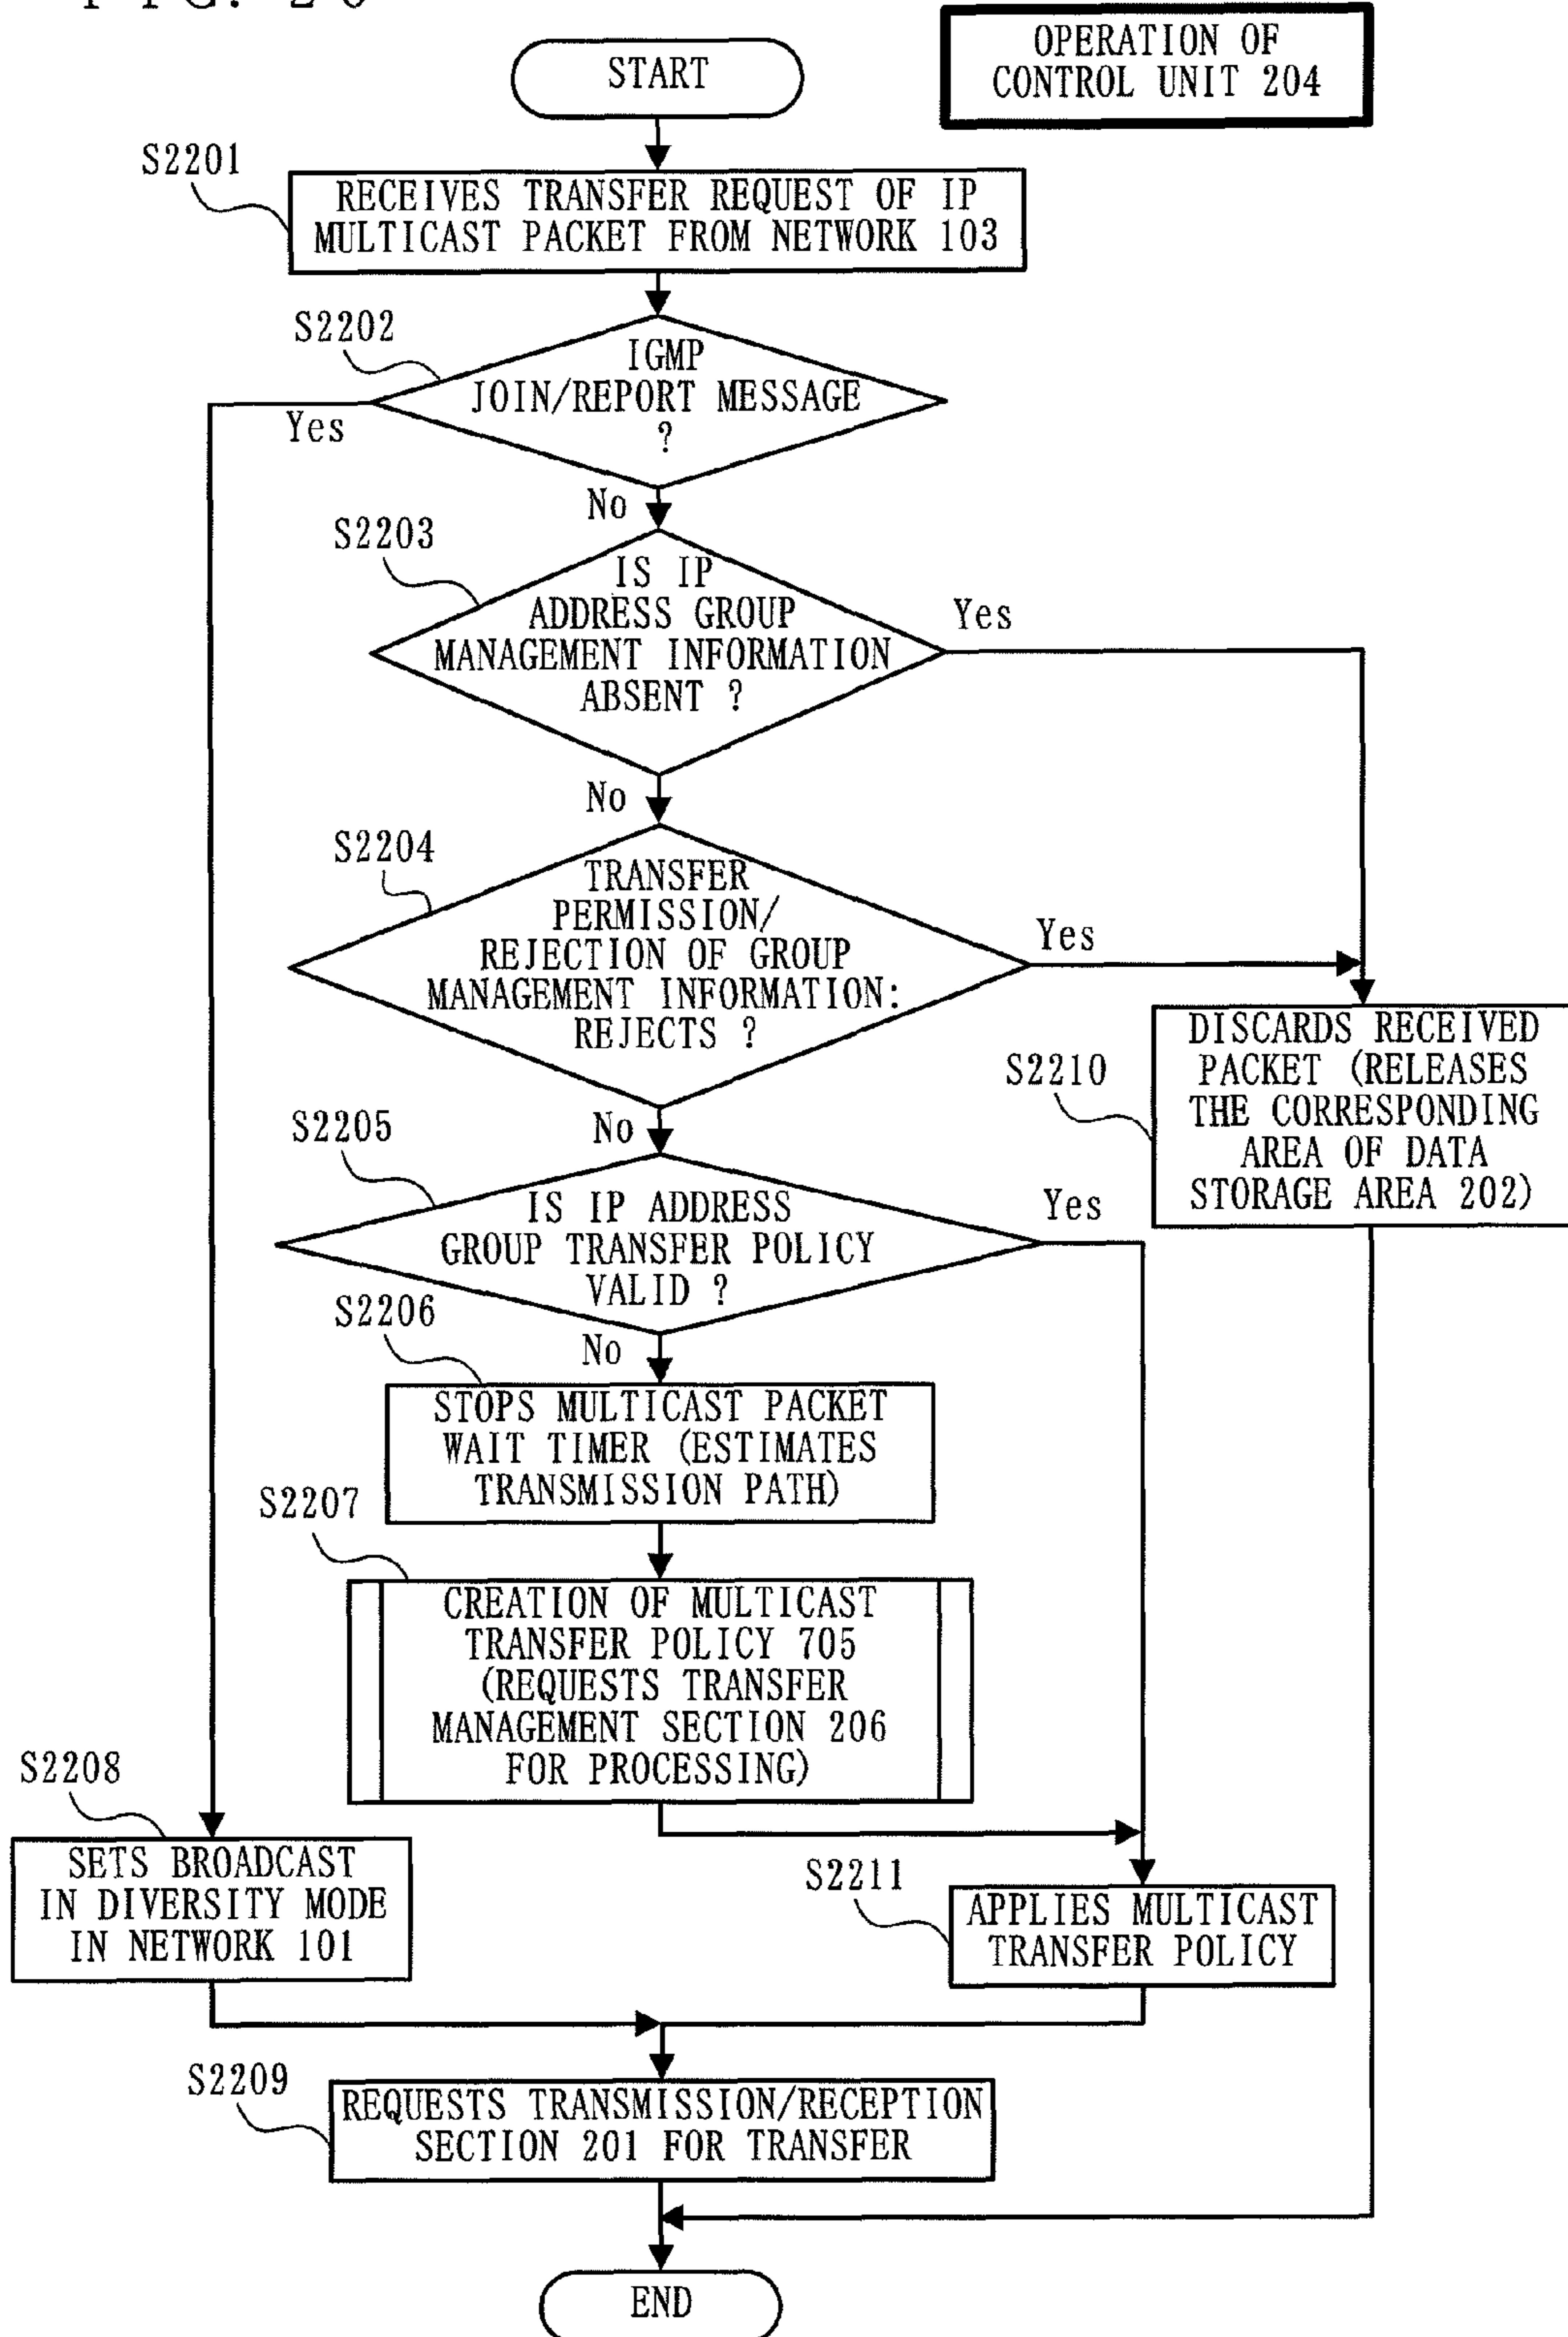 OPERATION OF
CONTROL UNIT 204
START
S2201
RECEIVES TRANSFER REQUEST OF IP
MULTICAST PACKET FROM NETWORK 103
S2202
IGMP
JOIN/REPORT MESSAGE
?
Yes
No
S2203
IS IP
ADDRESS GROUP
MANAGEMENT INFORMATION
ABSENT ?
Yes
No
S2204
TRANSFER
PERMISSION/
REJECTION OF GROUP
MANAGEMENT INFORMATION:
REJECTS ?
Yes
No
S2210
DISCARDS RECEIVED
PACKET (RELEASES
THE CORRESPONDING
AREA OF DATA
STORAGE AREA 202)
S2205
IS IP ADDRESS
GROUP TRANSFER POLICY
VALID ?
Yes
No
S2206
STOPS MULTICAST PACKET
WAIT TIMER (ESTIMATES
TRANSMISSION PATH)
S2207
CREATION OF MULTICAST
TRANSFER POLICY 705
(REQUESTS TRANSFER
MANAGEMENT SECTION 206
FOR PROCESSING)
S2208
SETS BROADCAST
IN DIVERSITY MODE
IN NETWORK 101
S2211
APPLIES MULTICAST
TRANSFER POLICY
S2209
REQUESTS TRANSMISSION/RECEPTION
SECTION 201 FOR TRANSFER
END